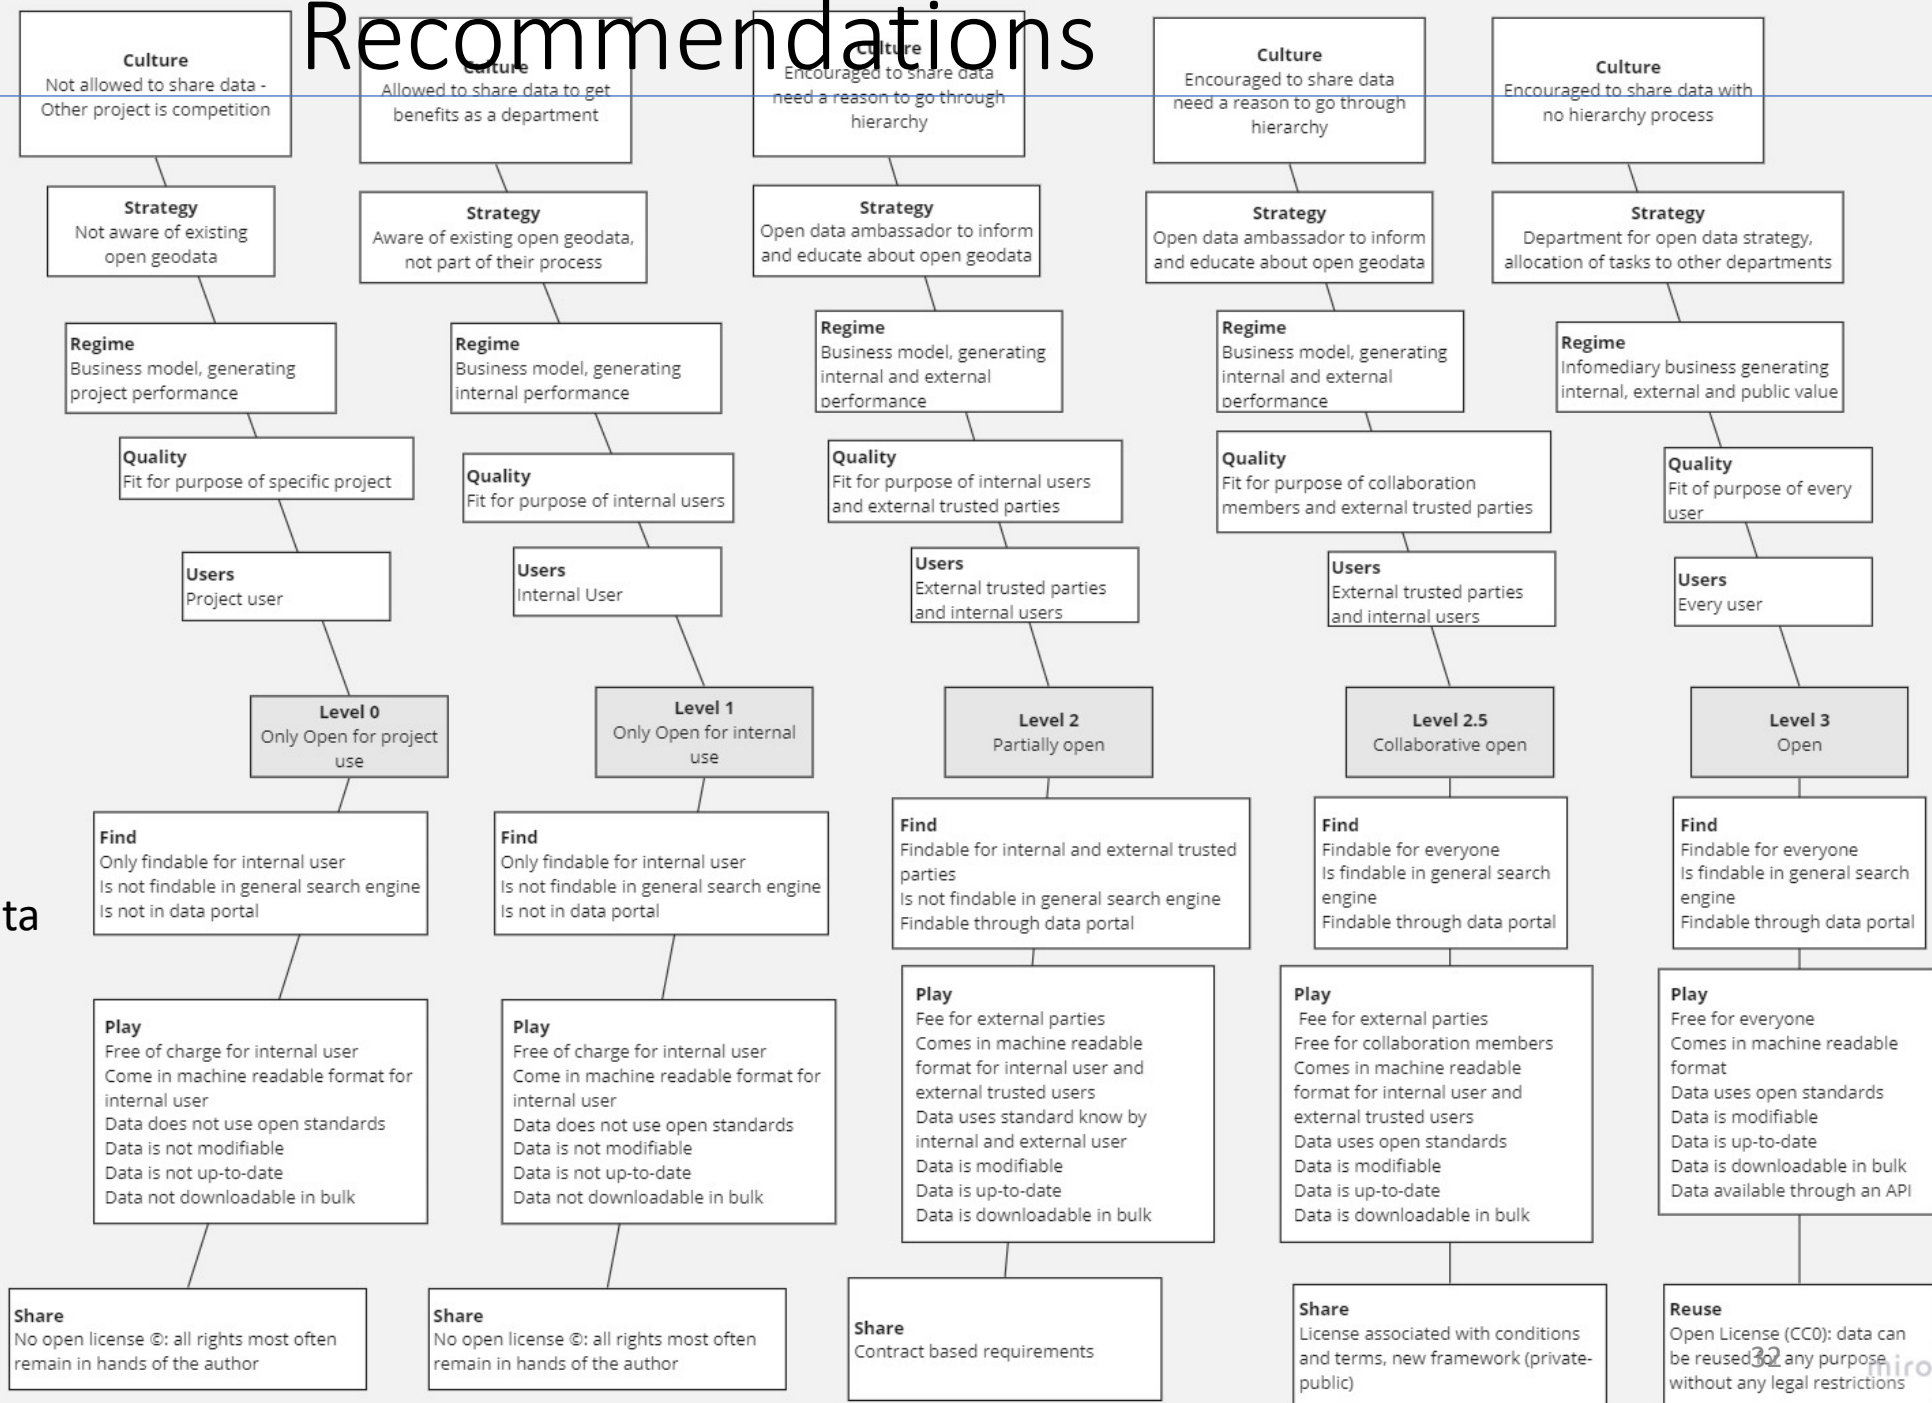 Recommendations
Culture
Not allowed to share data -
Other project is competition
Strategy
Not aware of existing
open geodata
Regime
Business model, generating
project performance
Quality
Fit for purpose of specific project
Users
Project user
Level 0
Only Open for project
use
Find
Only findable for internal user
Is not findable in general search engine
Is not in data portal
Play
Free of charge for internal user
Come in machine readable format for
internal user
Data does not use open standards
Data is not modifiable
Data is not up-to-date
Data not downloadable in bulk
Share
No open license ©: all rights most often
remain in hands of the author
Culture
Allowed to share data to get
benefits as a department
Strategy
Aware of existing open geodata,
not part of their process
Regime
Business model, generating
internal performance
Quality
Fit for purpose of internal users
Users
Internal User
Level 1
Only Open for internal
use
Find
Only findable for internal user
Is not findable in general search engine
Is not in data portal
Play
Free of charge for internal user
Come in machine readable format for
internal user
Data does not use open standards
Data is not modifiable
Data is not up-to-date
Data not downloadable in bulk
Share
No open license ©: all rights most often
remain in hands of the author
Culture
Encouraged to share data
need a reason to go through
hierarchy
Strategy
Open data ambassador to inform
and educate about open geodata
Regime
Business model, generating
internal and external
performance
Quality
Fit for purpose of internal users
and external trusted parties
Users
External trusted parties
and internal users
Level 2
Partially open
Find
Findable for internal and external trusted
parties
Is not findable in general search engine
Findable through data portal
Play
Fee for external parties
Comes in machine readable
format for internal user and
external trusted users
Data uses standard know by
internal and external user
Data is modifiable
Data is up-to-date
Data is downloadable in bulk
Share
Contract based requirements
Culture
Encouraged to share data
need a reason to go through
hierarchy
Strategy
Open data ambassador to inform
and educate about open geodata
Regime
Business model, generating
internal and external
performance
Quality
Fit for purpose of collaboration
members and external trusted parties
Users
External trusted parties
and internal users
Level 2.5
Collaborative open
Find
Findable for everyone
Is findable in general search
engine
Findable through data portal
Play
Fee for external parties
Free for collaboration members
Comes in machine readable
format for internal user and
external trusted users
Data uses open standards
Data is modifiable
Data is up-to-date
Data is downloadable in bulk
Share
License associated with conditions
and terms, new framework (private-
public)
Culture
Encouraged to share data with
no hierarchy process
Strategy
Department for open data strategy,
allocation of tasks to other departments
Regime
Infomediary business generating
internal, external and public value
Quality
Fit of purpose of every
user
Users
Every user
Level 3
Open
Find
Findable for everyone
Is findable in general search
engine
Findable through data portal
Play
Free for everyone
Comes in machine readable
format
Data uses open standards
Data is modifiable
Data is up-to-date
Data is downloadable in bulk
Data available through an API
Reuse
Open License (CC0): data can
be reused for any purpose
without any legal restrictions
ta
32
miro